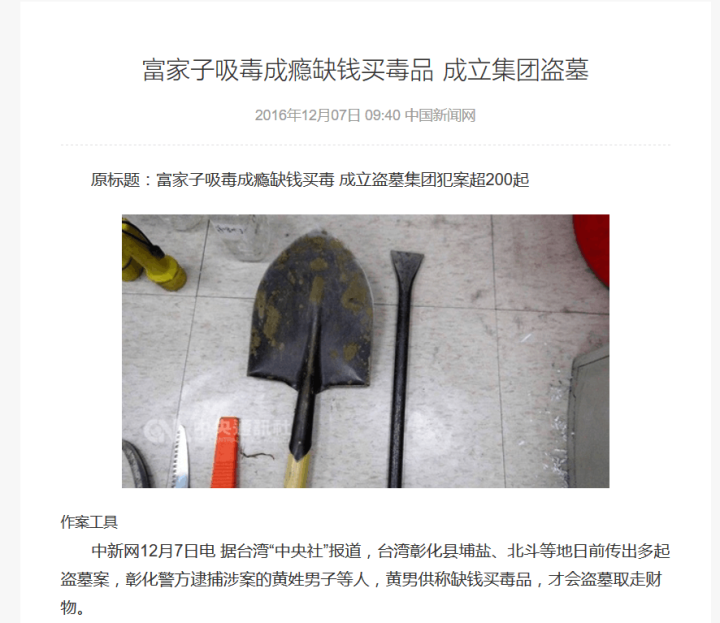 富家子吸毒成瘾缺钱买毒品 成立集团盗墓
2016年12月07日 09:40 中国新闻网
原标题：富家子吸毒成瘾缺钱买毒 成立盗墓集团犯案超200起
中央通訊社
作案工具
中新网12月7日电 据台湾“中央社”报道，台湾彰化县埔盐、北斗等地日前传出多起
盗墓案，彰化警方逮捕涉案的黄姓男子等人，黄男供称缺钱买毒品，才会盗墓取走财
物。